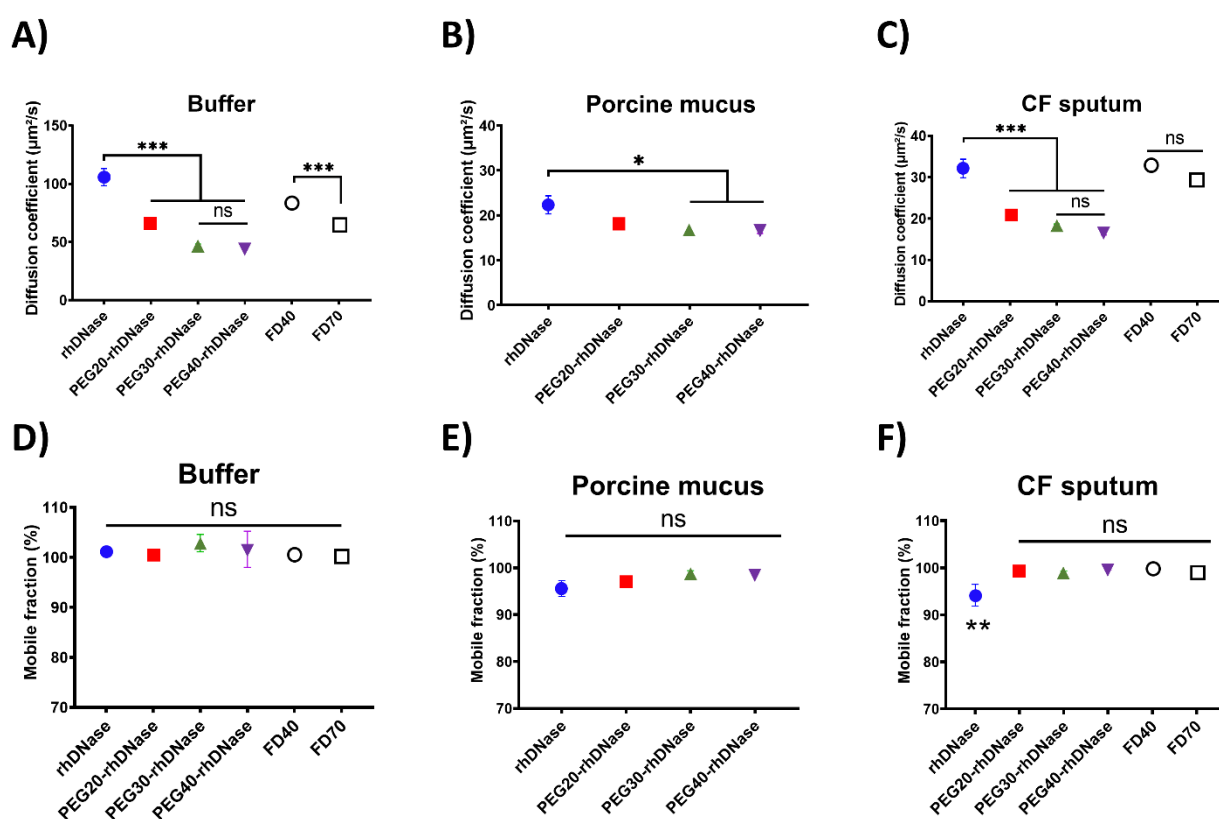 A)
Buffer
Diffusion coefficient (µm²/s)
150
100
50
0
***
***
ns
rhDNase
PEG20-rhDNase
PEG30-rhDNase
PEG40-rhDNase
FD40
FD70
B)
Porcine mucus
Diffusion coefficient (µm²/s)
40
30
20
10
0
*
rhDNase
PEG20-rhDNase
PEG30-rhDNase
PEG40-rhDNase
C)
CF sputum
Diffusion coefficient (µm²/s)
40
30
20
10
0
***
ns
ns
rhDNase
PEG20-rhDNase
PEG30-rhDNase
PEG40-rhDNase
FD40
FD70
D)
Buffer
Mobile fraction (%)
110
100
90
80
70
ns
rhDNase
PEG20-rhDNase
PEG30-rhDNase
PEG40-rhDNase
FD40
FD70
E)
Porcine mucus
Mobile fraction (%)
110
100
90
80
70
ns
rhDNase
PEG20-rhDNase
PEG30-rhDNase
PEG40-rhDNase
F)
CF sputum
Mobile fraction (%)
110
100
90
80
70
ns
**
rhDNase
PEG20-rhDNase
PEG30-rhDNase
PEG40-rhDNase
FD40
FD70